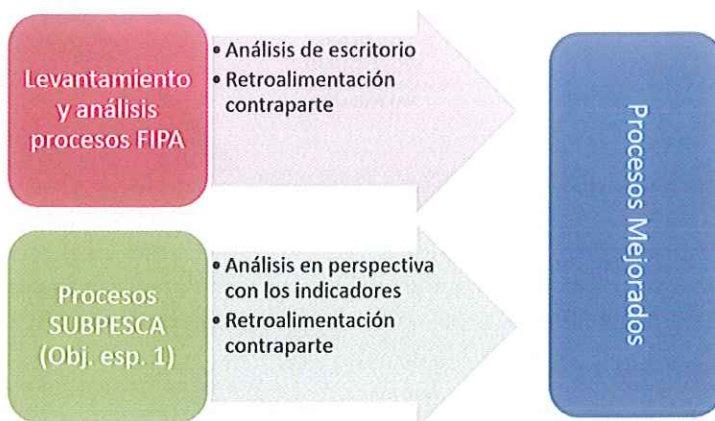 Levantamiento
y análisis
procesos FIPA
• Análisis de escritorio
• Retroalimentación
contraparte
Procesos
SUBPESCA
(Obj. esp. 1)
• Análisis en perspectiva
con los indicadores
• Retroalimentación
contraparte
Procesos Mejorados